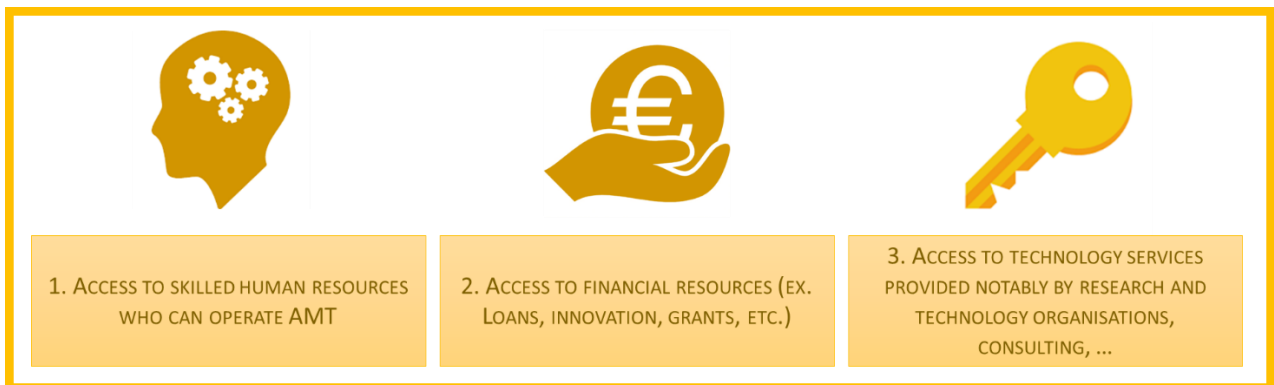 1. ACCESS TO SKILLED HUMAN RESOURCES
WHO CAN OPERATE AMT
2. ACCESS TO FINANCIAL RESOURCES (EX.
LOANS, INNOVATION, GRANTS, ETC.)
3. ACCESS TO TECHNOLOGY SERVICES
PROVIDED NOTABLY BY RESEARCH AND
TECHNOLOGY ORGANISATIONS,
CONSULTING, ...